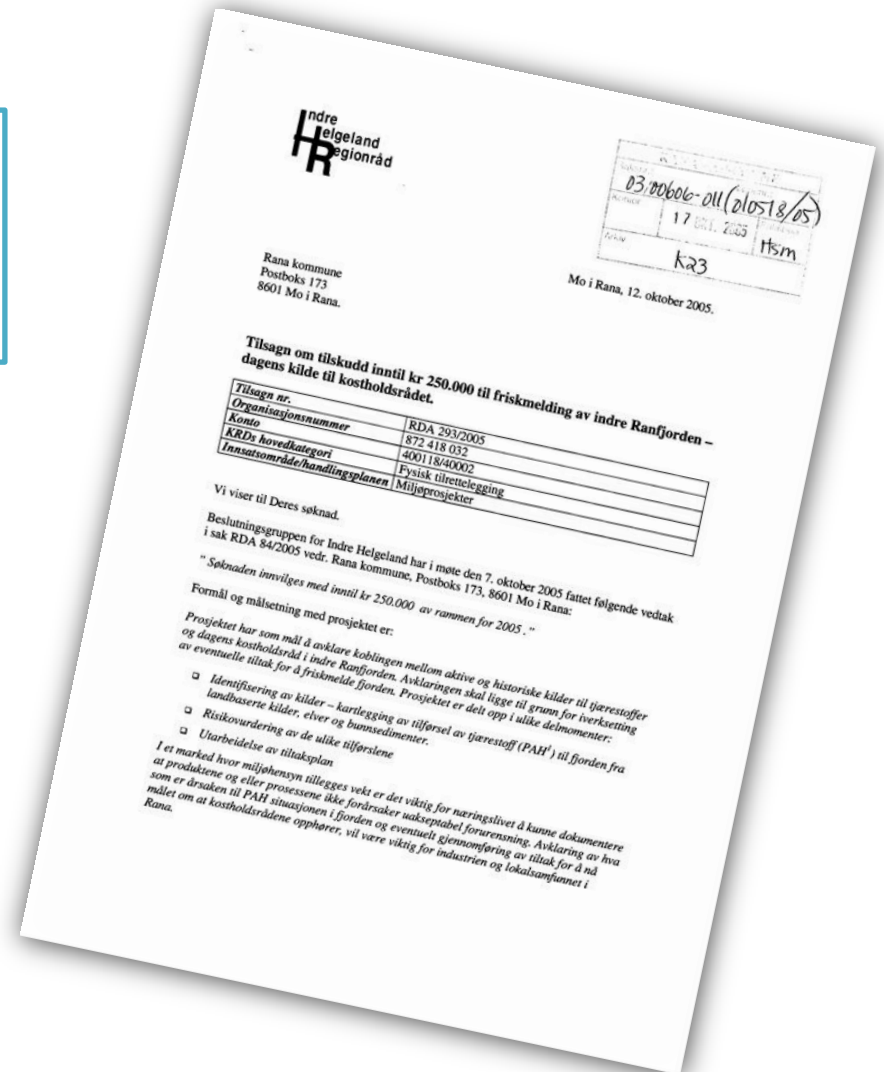 Indre
Helgeland
Regionråd
03/00606-011(010518/05)
17 OKT. 2005
Hsm
K23
Rana kommune
Postboks 173
8601 Mo i Rana.
Mo i Rana, 12. oktober 2005.
Tilsagn om tilskudd inntil kr 250.000 til friskmelding av indre Ranfjorden –
dagens kilde til kostholdsrådet.
Tilsagn nr. RDA 293/2005
Organisasjonsnummer 872 418 032
Konto 400118/40002
KRDs hovedkategori Fysisk tilrettelegging
Innsatsområde/handlingsplanen Miljøprosjekter
Vi viser til Deres søknad.
Beslutningsgruppen for Indre Helgeland har i møte den 7. oktober 2005 fattet følgende vedtak
i sak RDA 84/2005 vedr. Rana kommune, Postboks 173, 8601 Mo i Rana:
" Søknaden innvilges med inntil kr 250.000 av rammen for 2005 . "
Formål og målsetning med prosjektet er:
Prosjektet har som mål å avklare koblingen mellom aktive og historiske kilder til tjærestoffer
og dagens kostholdsråd i indre Ranfjorden. Avklaringen skal ligge til grunn for iverksetting
av eventuelle tiltak for å friskmelde fjorden. Prosjektet er delt opp i ulike delmomenter:
❑ Identifisering av kilder – kartlegging av tilførsel av tjærestoff (PAH¹) til fjorden fra
landbaserte kilder, elver og bunnsedimenter.
❑ Risikovurdering av de ulike tilførslene
❑ Utarbeidelse av tiltaksplan
I et marked hvor miljøhensyn tillegges vekt er det viktig for næringslivet å kunne dokumentere
at produktene og eller prosessene ikke forårsaker uakseptabel forurensning. Avklaring av hva
som er årsaken til PAH situasjonen i fjorden og eventuelt gjennomføring av tiltak for å nå
målet om at kostholdsrådene opphører, vil være viktig for industrien og lokalsamfunnet i
Rana.